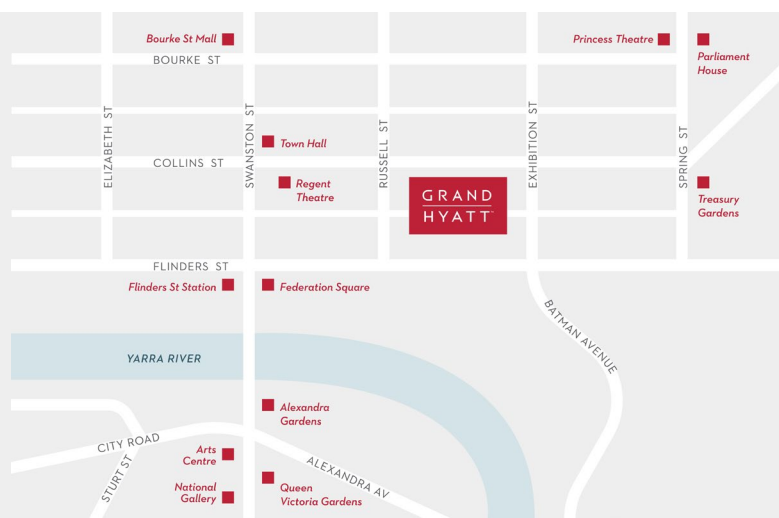 Bourke St Mall
Princess Theatre
Parliament
House
BOURKE ST
ELIZABETH ST
SWANSTON ST
RUSSELL ST
EXHIBITION ST
SPRING ST
Town Hall
COLLINS ST
Regent
Theatre
GRAND
HYATT
Treasury
Gardens
FLINDERS ST
Flinders St Station
Federation Square
BATMAN AVENUE
YARRA RIVER
Alexandra
Gardens
CITY ROAD
Arts
Centre
STURT ST
ALEXANDRA AV
National
Gallery
Queen
Victoria Gardens